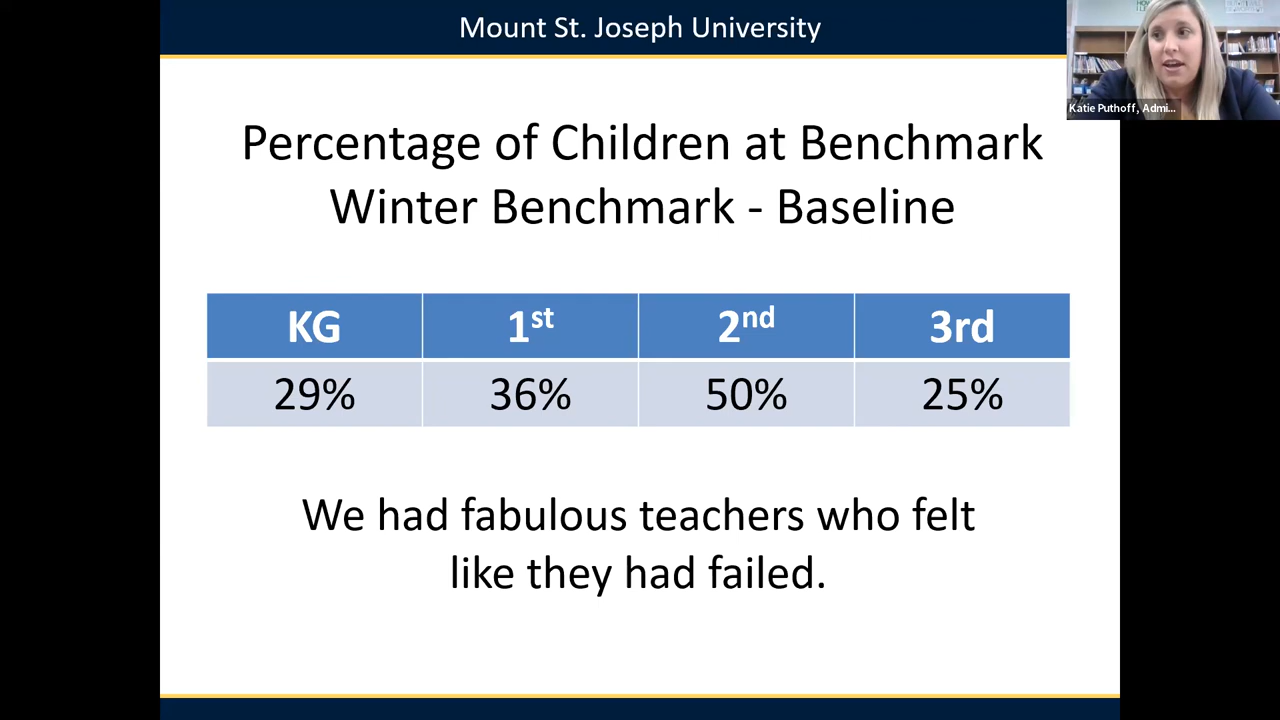 Mount St. Joseph University
Katie Puthoff, Admi...
Percentage of Children at Benchmark
Winter Benchmark - Baseline
KG 1st 2nd 3rd
29% 36% 50% 25%
We had fabulous teachers who felt
like they had failed.